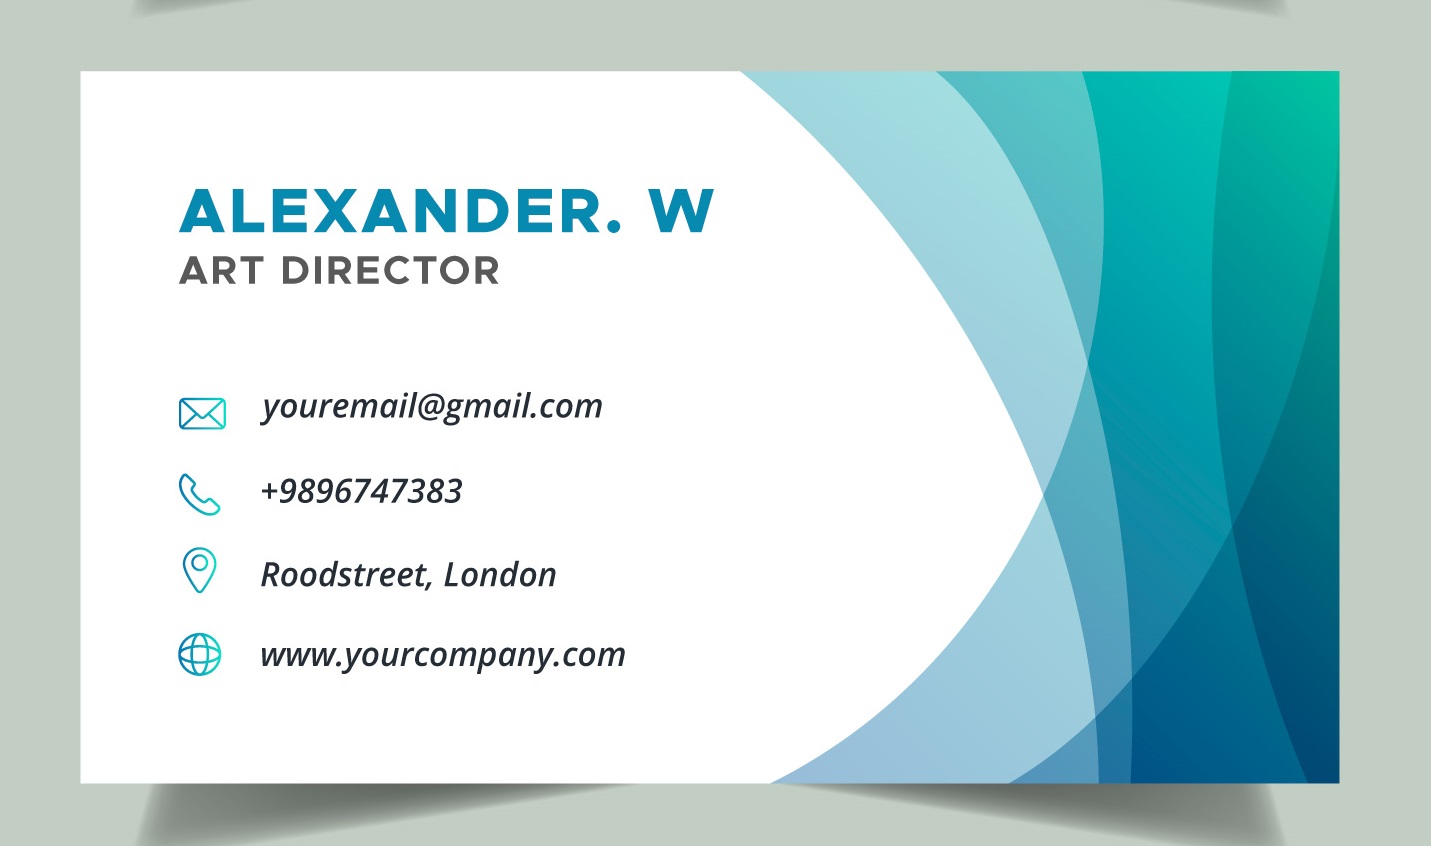 ALEXANDER. W
ART DIRECTOR
youremail@gmail.com
+9896747383
Roodstreet, London
www.yourcompany.com